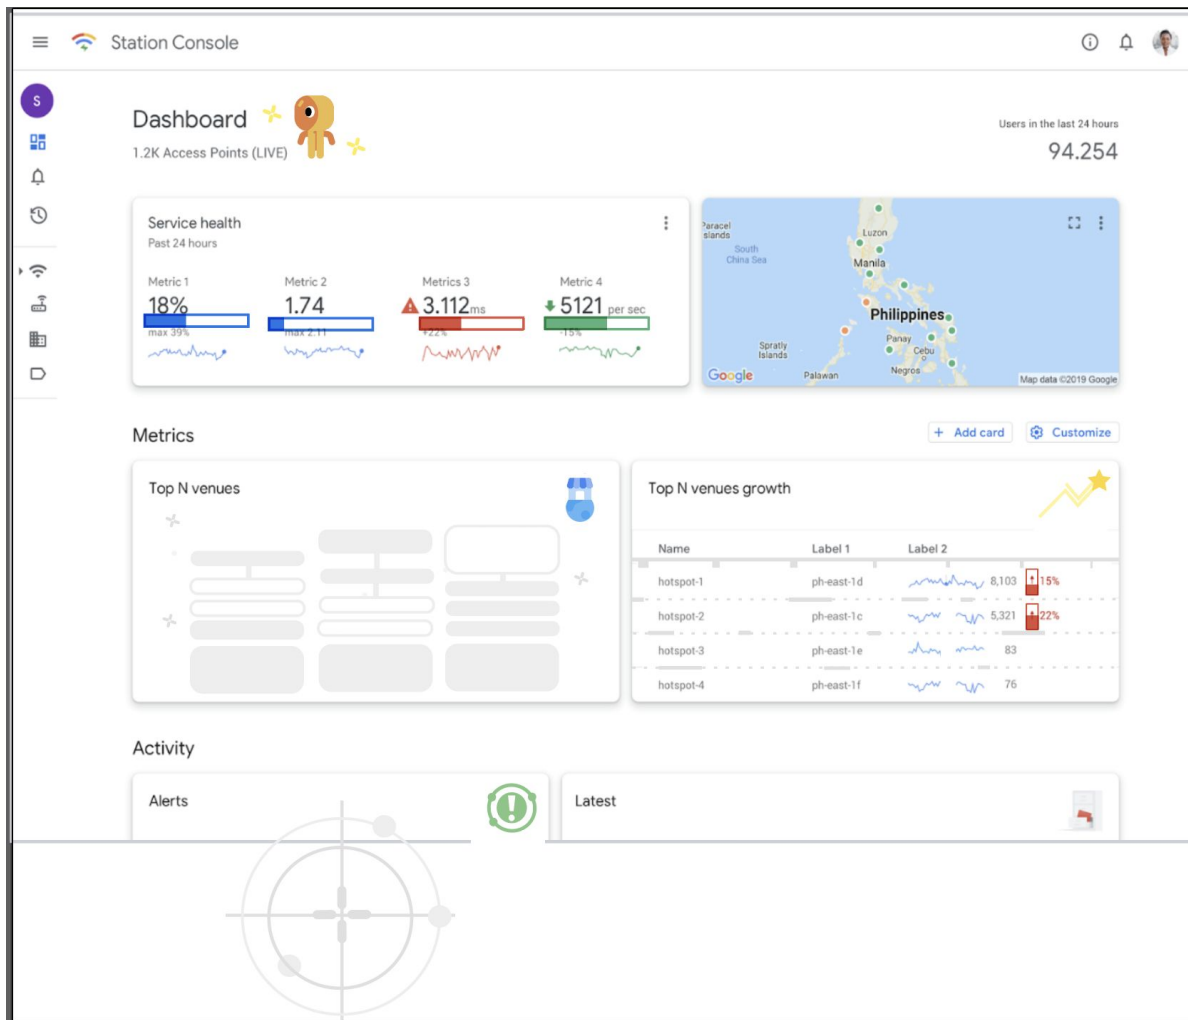 Station Console
S
Dashboard
1.2K Access Points (LIVE)
Users in the last 24 hours
94.254
Service health
Past 24 hours
Metric 1
18%
max 39%
Metric 2
1.74
max 2.11
Metrics 3
3.112ms
+22%
Metric 4
5121 per sec
-15%
Paracel
Islands
South
China Sea
Luzon
Manila
Philippines
Panay
Cebu
Spratly
Islands
Negros
Palawan
Google
Map data ©2019 Google
Metrics
+ Add card
Customize
Top N venues
Top N venues growth
Name Label 1 Label 2
hotspot-1 ph-east-1d 8,103 15%
hotspot-2 ph-east-1c 5,321 22%
hotspot-3 ph-east-1e 83
hotspot-4 ph-east-1f 76
Activity
Alerts
Latest